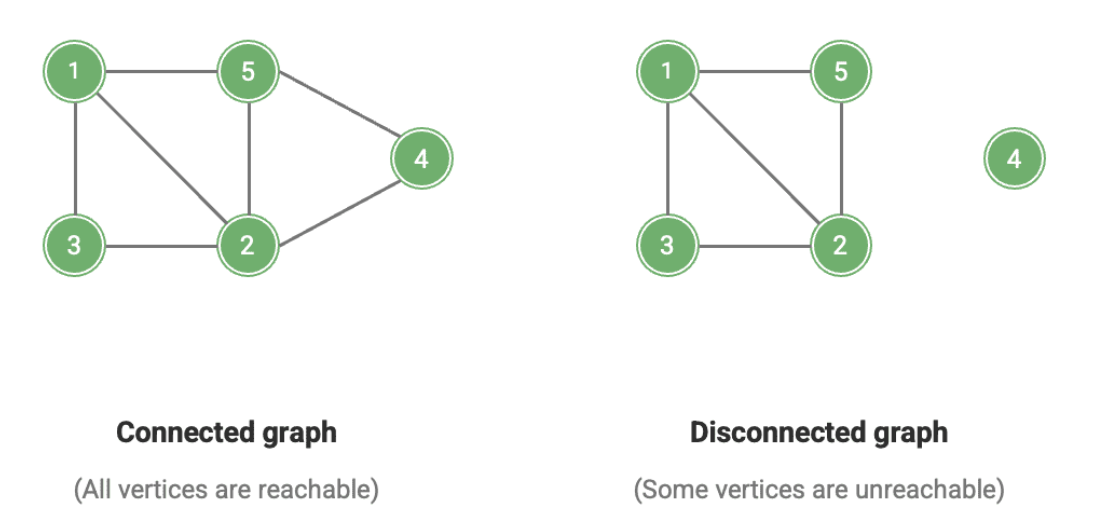 1 5
4
3 2
1 5
4
3 2
Connected graph
(All vertices are reachable)
Disconnected graph
(Some vertices are unreachable)